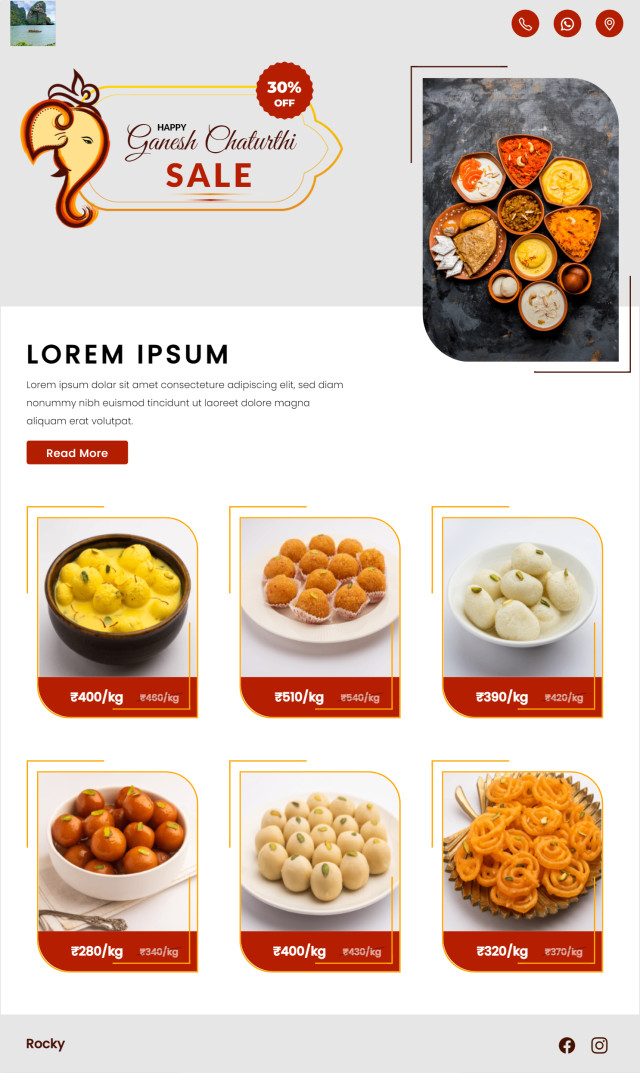 30%
OFF
HAPPY
Ganesh Chaturthi
SALE
LOREM IPSUM
Lorem ipsum dolar sit amet consecteture adipiscing elit, sed diam
nonummy nibh euismod tincidunt ut laoreet dolore magna
aliquam erat volutpat.
Read More
₹400/kg ₹460/kg
₹510/kg ₹540/kg
₹390/kg ₹420/kg
₹280/kg ₹340/kg
₹400/kg ₹430/kg
₹320/kg ₹370/kg
Rocky